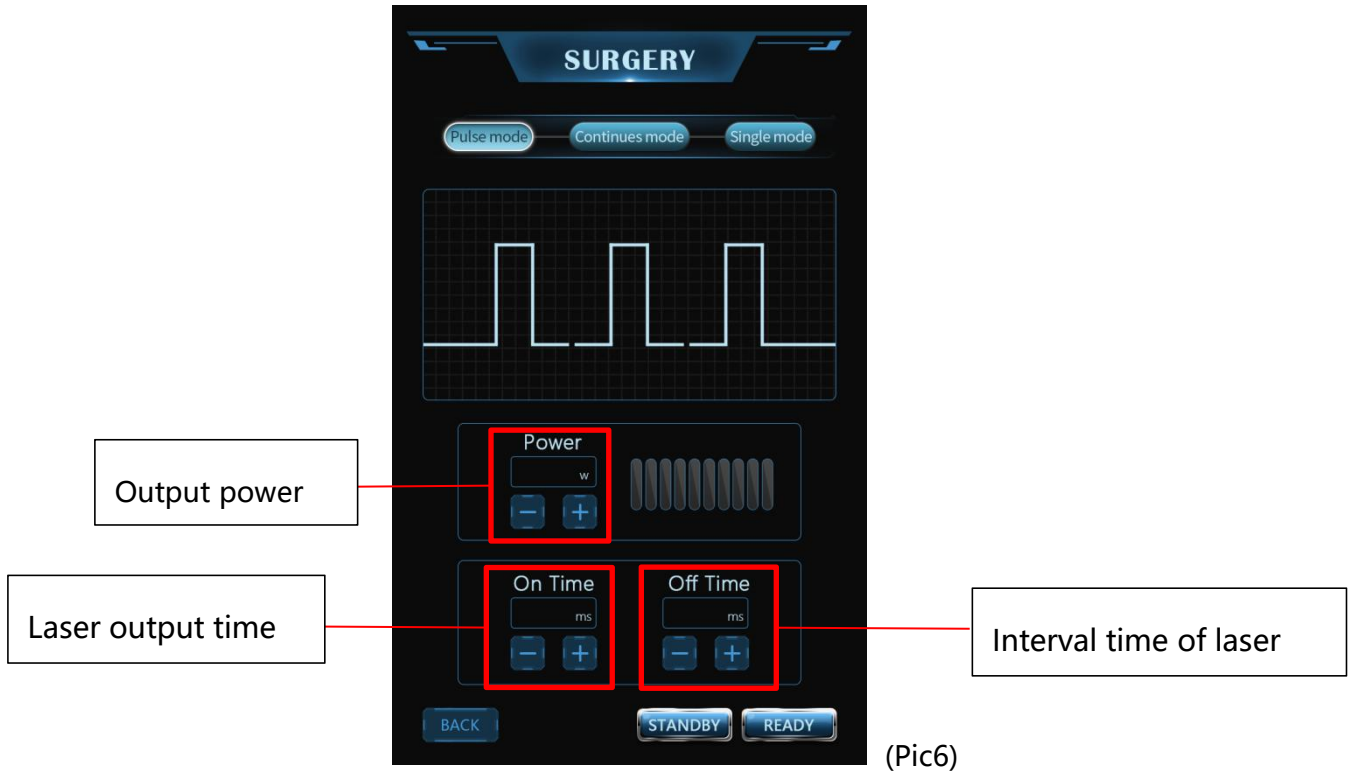 SURGERY
Pulse mode Continues mode Single mode
Power
w
Output power
On Time Off Time
ms ms
Laser output time
Interval time of laser
BACK STANDBY READY
(Pic6)